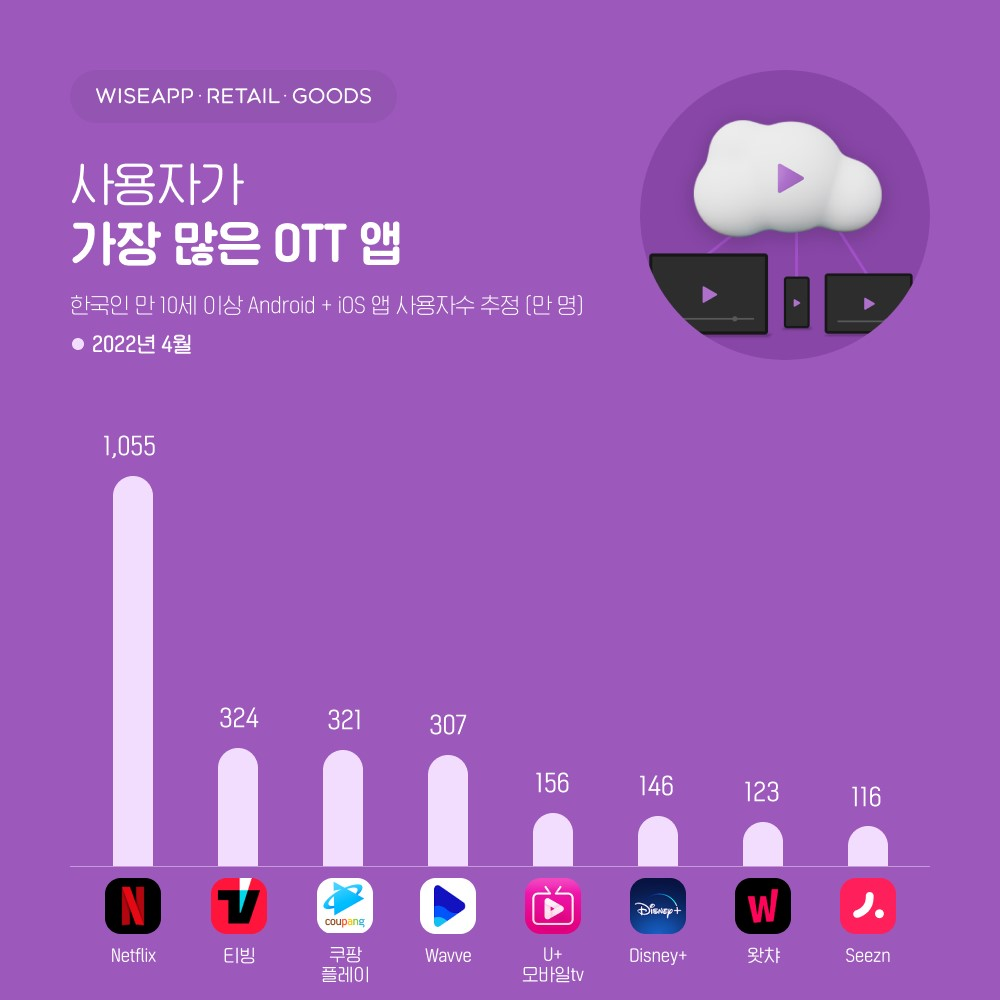 WISEAPP · RETAIL · GOODS
사용자가
가장 많은 OTT 앱
한국인 만 10세 이상 Android + iOS 앱 사용자수 추정 (만 명)
2022년 4월
1,055
324
321
307
156
146
123
116
N
TV
coupang
Disney+
W
Netflix
티빙
쿠팡
플레이
Wavve
U+
모바일tv
Disney+
왓챠
Seezn